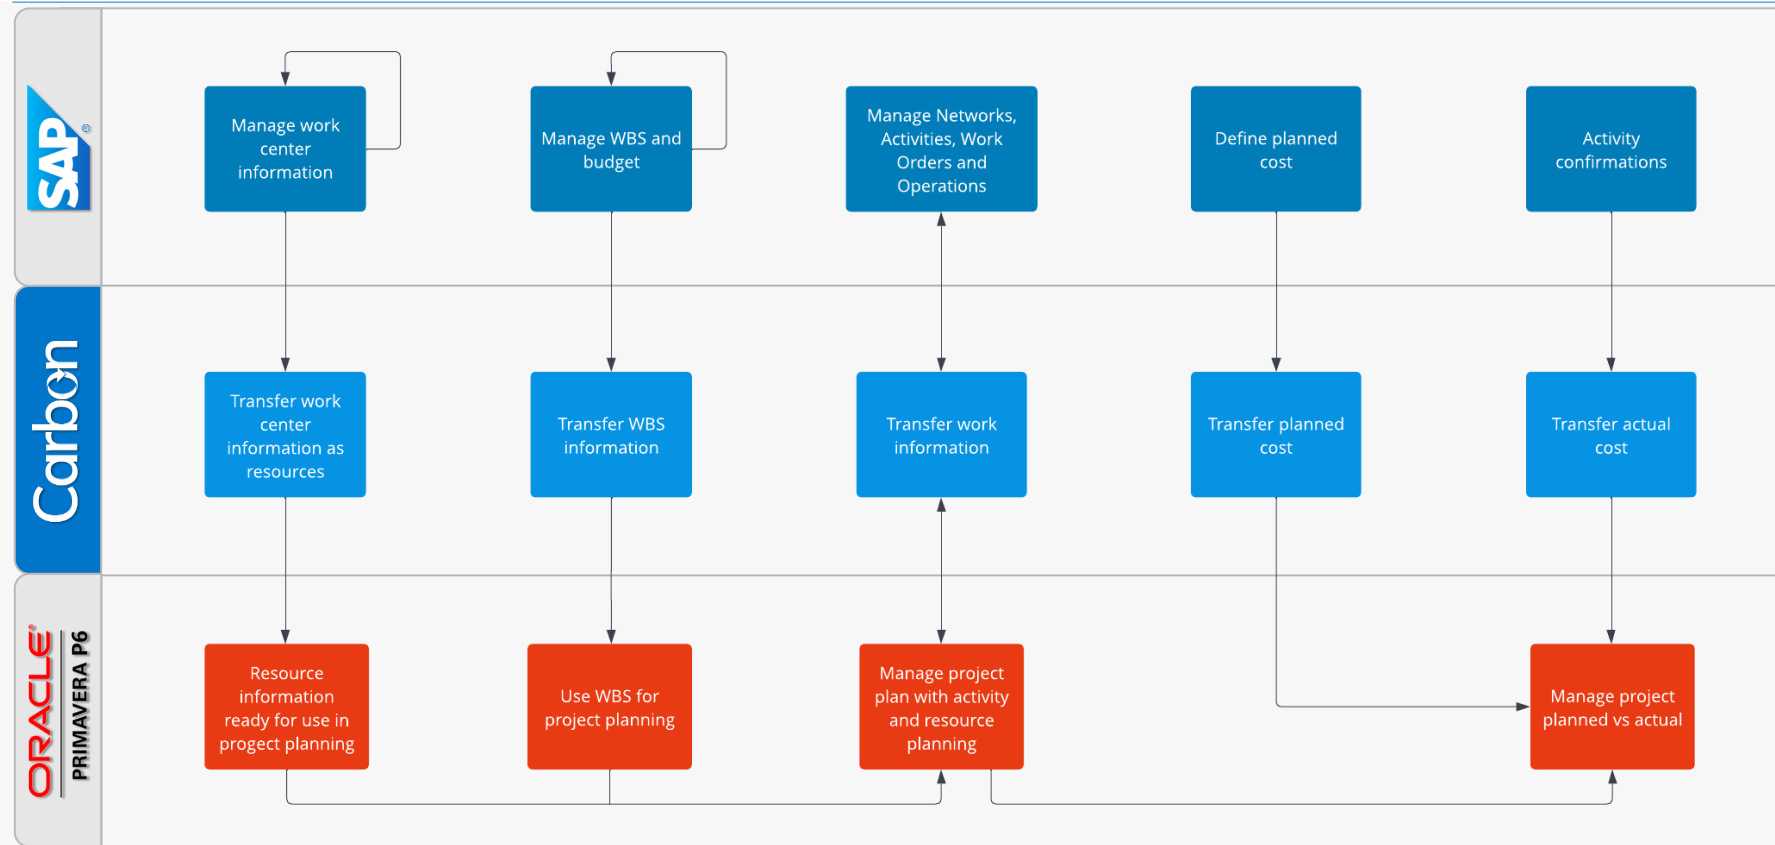 SAP
®
Manage work
center
information
Manage WBS and
budget
Manage Networks,
Activities, Work
Orders and
Operations
Define planned
cost
Activity
confirmations
Carbon
Transfer work
center
information as
resources
Transfer WBS
information
Transfer work
information
Transfer planned
cost
Transfer actual
cost
ORACLE®
PRIMAVERA P6
Resource
information
ready for use in
progect planning
Use WBS for
project planning
Manage project
plan with activity
and resource
planning
Manage project
planned vs actual